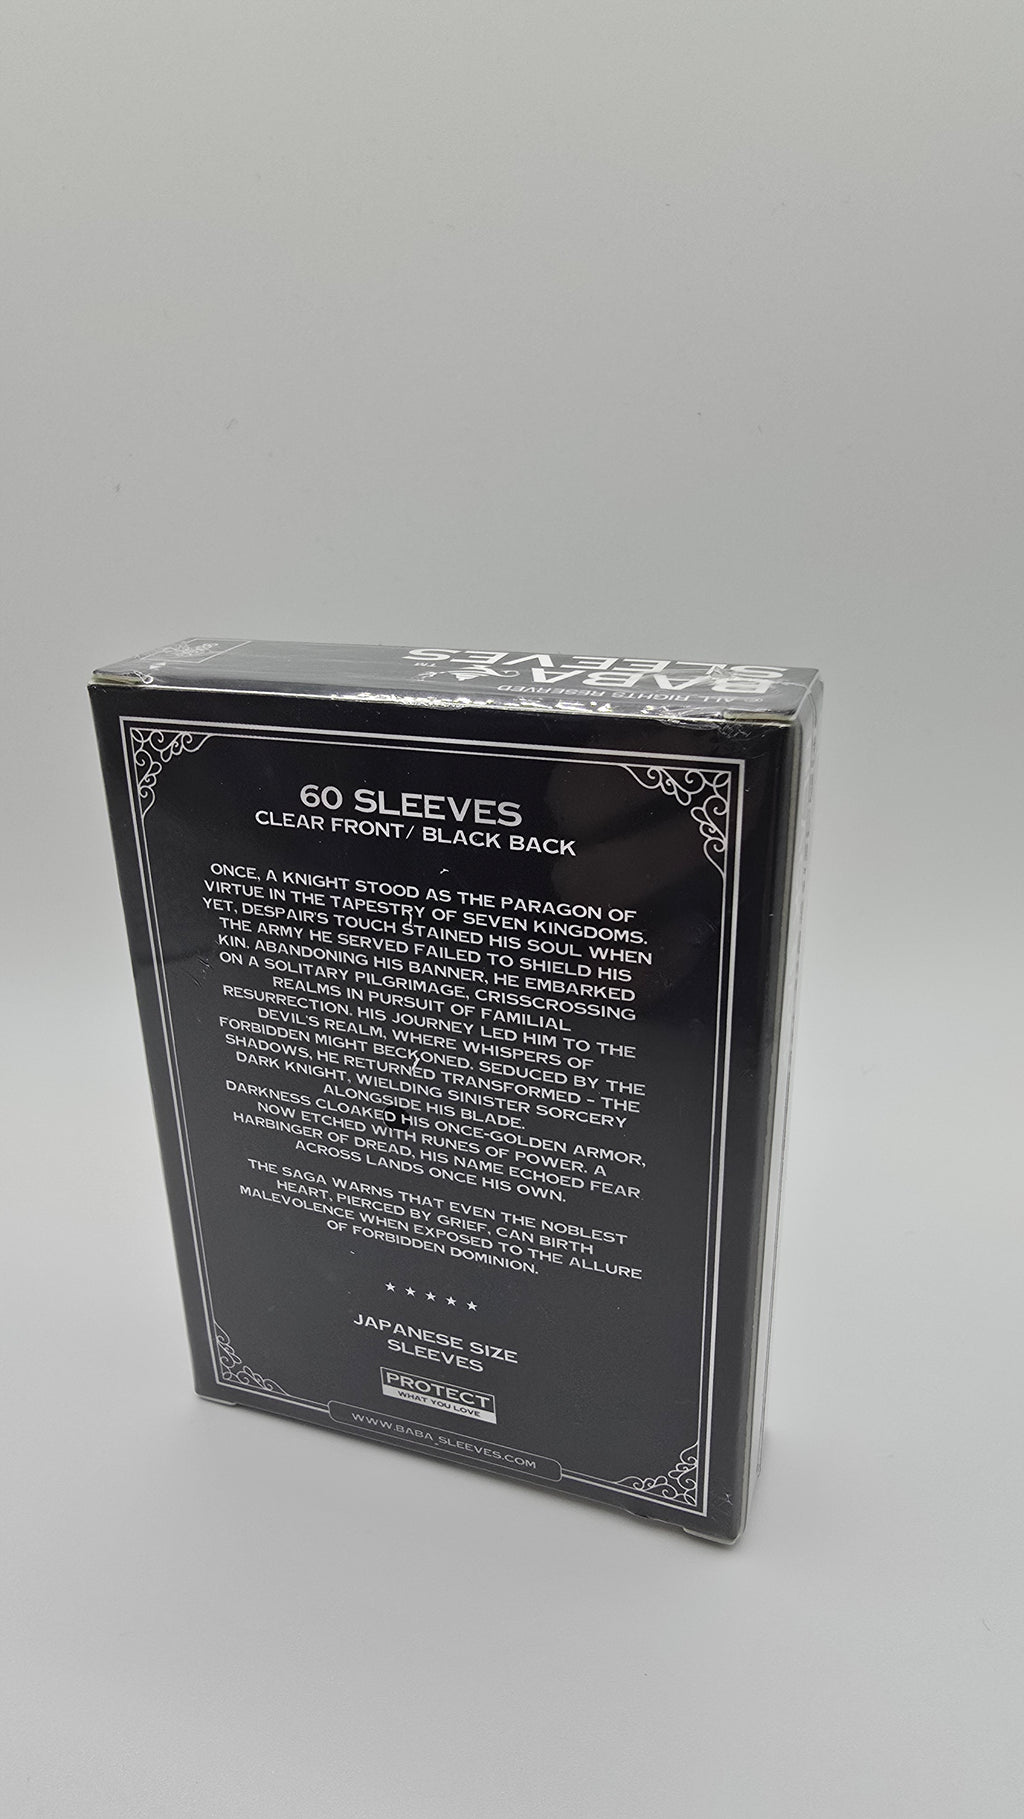 BABA
SLEEVES
™
© ALL RIGHTS RESERVED
60 SLEEVES
CLEAR FRONT/ BLACK BACK
ONCE, A KNIGHT STOOD AS THE PARAGON OF
VIRTUE IN THE TAPESTRY OF SEVEN KINGDOMS.
YET, DESPAIR'S TOUCH STAINED HIS SOUL WHEN
THE ARMY HE SERVED FAILED TO SHIELD HIS
KIN. ABANDONING HIS BANNER, HE EMBARKED
ON A SOLITARY PILGRIMAGE, CRISSCROSSING
REALMS IN PURSUIT OF FAMILIAL
RESURRECTION. HIS JOURNEY LED HIM TO THE
DEVIL'S REALM, WHERE WHISPERS OF
FORBIDDEN MIGHT BECKONED. SEDUCED BY THE
SHADOWS, HE RETURNED TRANSFORMED - THE
DARK KNIGHT, WIELDING SINISTER SORCERY
ALONGSIDE HIS BLADE.
DARKNESS CLOAKED HIS ONCE-GOLDEN ARMOR,
NOW ETCHED WITH RUNES OF POWER. A
HARBINGER OF DREAD, HIS NAME ECHOED FEAR
ACROSS LANDS ONCE HIS OWN.
THE SAGA WARNS THAT EVEN THE NOBLEST
HEART, PIERCED BY GRIEF, CAN BIRTH
MALEVOLENCE WHEN EXPOSED TO THE ALLURE
OF FORBIDDEN DOMINION.
JAPANESE SIZE
SLEEVES
PROTECT
WHAT YOU LOVE
WWW.BABA_SLEEVES.COM